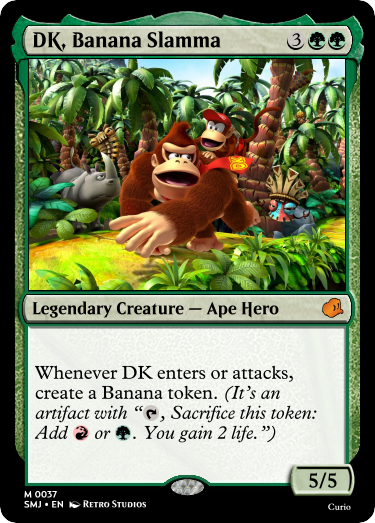 DK, Banana Slamma 3
Legendary Creature — Ape Hero
Whenever DK enters or attacks,
create a Banana token. (It's an
artifact with “, Sacrifice this token:
Add or . You gain 2 life.”)
5/5
M 0037
SMJ • EN Retro Studios
Curio